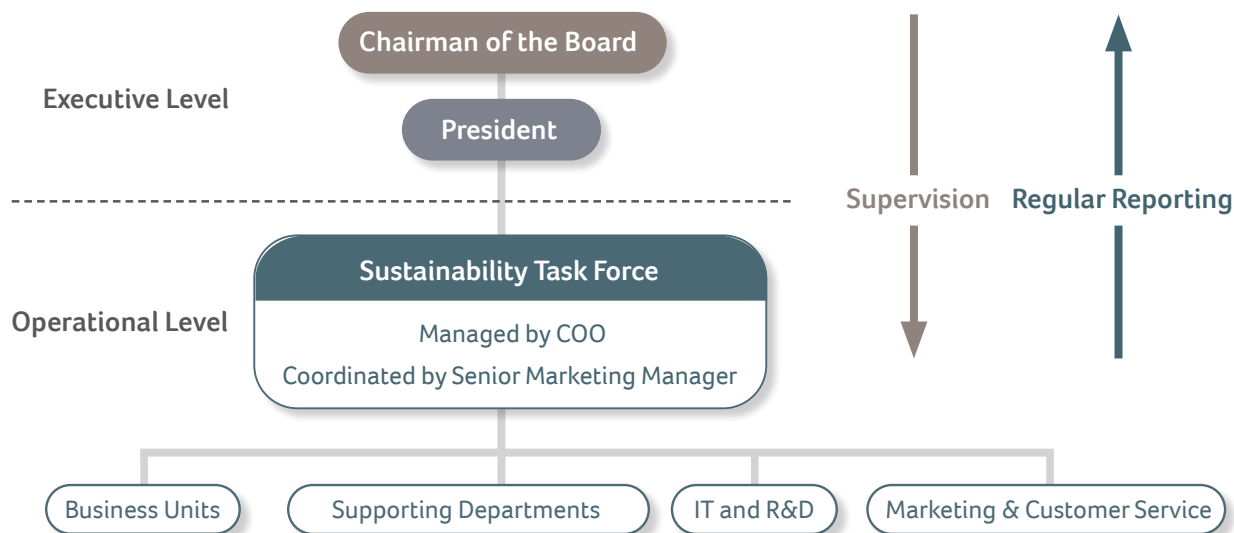 Chairman of the Board
Executive Level
President
Supervision
Regular Reporting
Sustainability Task Force
Operational Level
Managed by COO
Coordinated by Senior Marketing Manager
Business Units
Supporting Departments
IT and R&D
Marketing & Customer Service